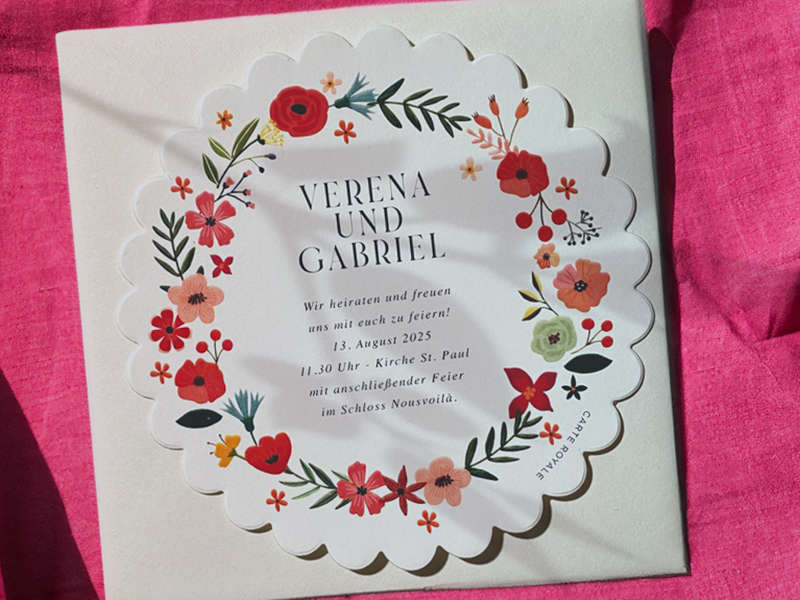 VERENA
UND
GABRIEL
Wir heiraten und freuen
uns mit euch zu feiern!
13. August 2025
11.30 Uhr - Kirche St. Paul
mit anschließender Feier
im Schloss Nousvoilà.
CARTE ROYALE